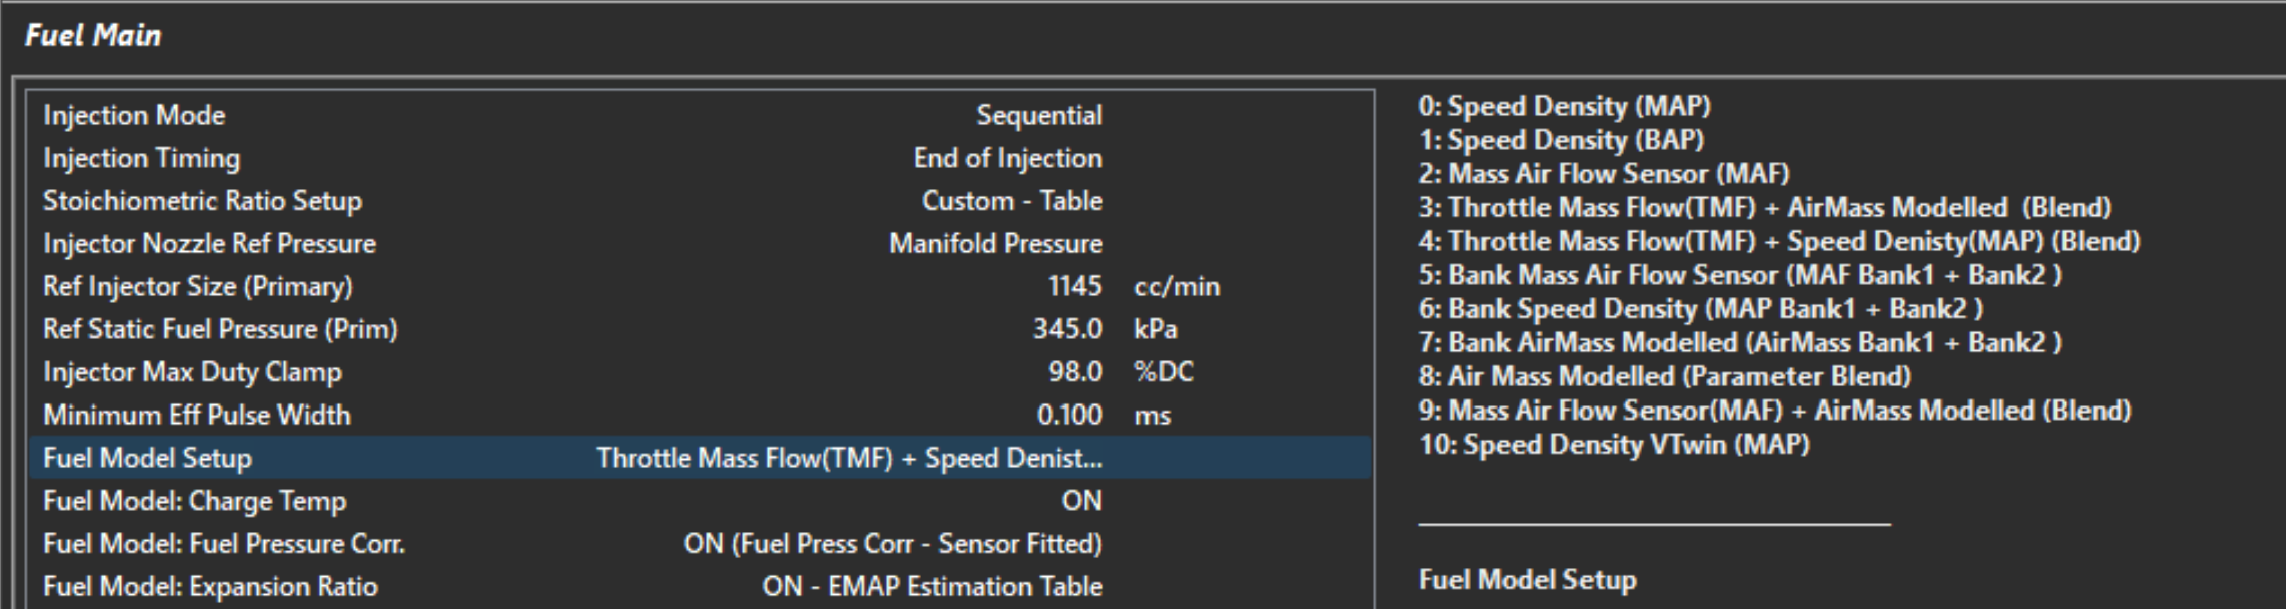 Fuel Main
Injection Mode Sequential
Injection Timing End of Injection
Stoichiometric Ratio Setup Custom - Table
Injector Nozzle Ref Pressure Manifold Pressure
Ref Injector Size (Primary) 1145 cc/min
Ref Static Fuel Pressure (Prim) 345.0 kPa
Injector Max Duty Clamp 98.0 %DC
Minimum Eff Pulse Width 0.100 ms
Fuel Model Setup Throttle Mass Flow(TMF) + Speed Denist...
Fuel Model: Charge Temp ON
Fuel Model: Fuel Pressure Corr. ON (Fuel Press Corr - Sensor Fitted)
Fuel Model: Expansion Ratio ON - EMAP Estimation Table
0: Speed Density (MAP)
1: Speed Density (BAP)
2: Mass Air Flow Sensor (MAF)
3: Throttle Mass Flow(TMF) + AirMass Modelled  (Blend)
4: Throttle Mass Flow(TMF) + Speed Denisty(MAP) (Blend)
5: Bank Mass Air Flow Sensor (MAF Bank1 + Bank2 )
6: Bank Speed Density (MAP Bank1 + Bank2 )
7: Bank AirMass Modelled (AirMass Bank1 + Bank2 )
8: Air Mass Modelled (Parameter Blend)
9: Mass Air Flow Sensor(MAF) + AirMass Modelled (Blend)
10: Speed Density VTwin (MAP)
Fuel Model Setup